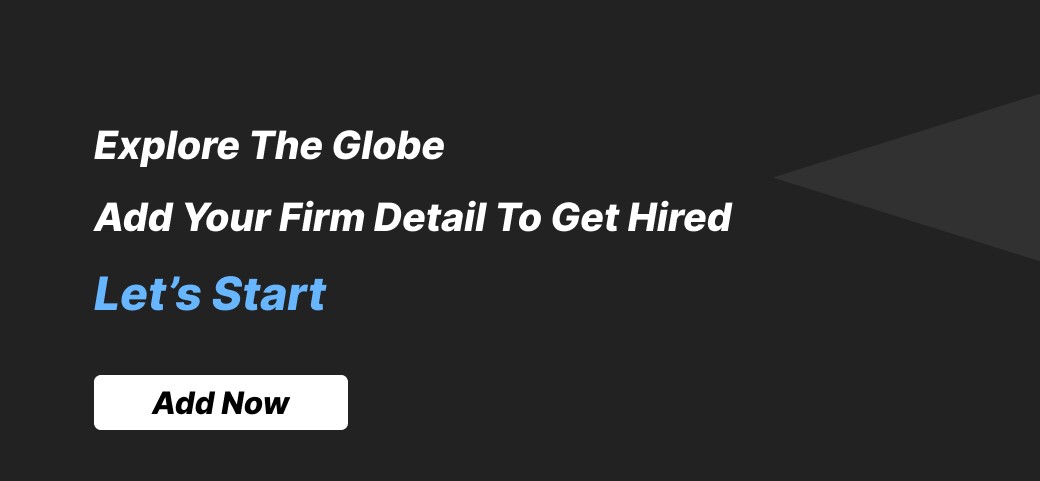 Explore The Globe
Add Your Firm Detail To Get Hired
Let’s Start
Add Now